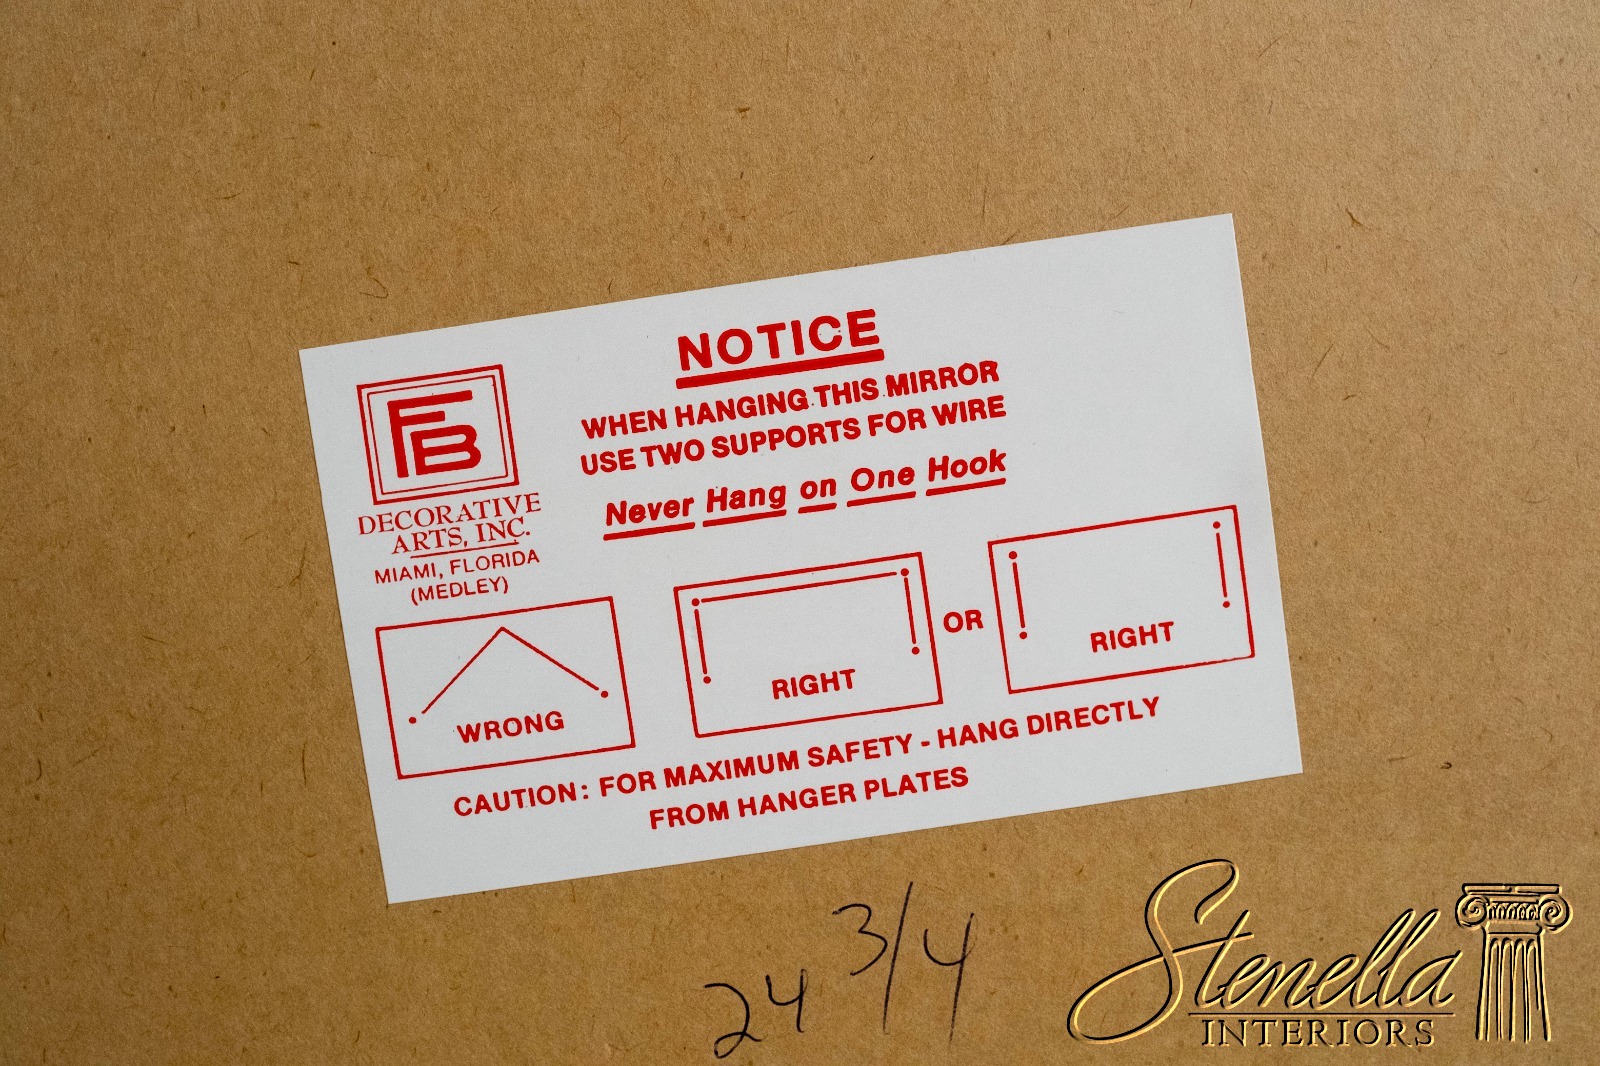 FB
DECORATIVE
ARTS, INC.
MIAMI, FLORIDA
(MEDLEY)
NOTICE
WHEN HANGING THIS MIRROR
USE TWO SUPPORTS FOR WIRE
Never Hang on One Hook
WRONG
RIGHT
OR
RIGHT
CAUTION: FOR MAXIMUM SAFETY - HANG DIRECTLY
FROM HANGER PLATES
24 3/4
Stenella
INTERIORS